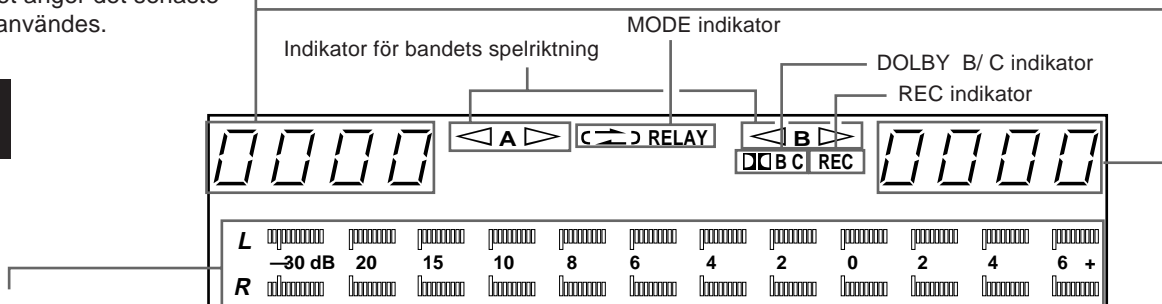 et anger det senaste
användes.
MODE indikator
Indikator för bandets spelriktning
DOLBY B/ C indikator
REC indikator
0000 ◁ A ▷ RELAY ◁ B ▷ 0000
B C REC
L
–30 dB 20 15 10 8 6 4 2 0 2 4 6 +
R